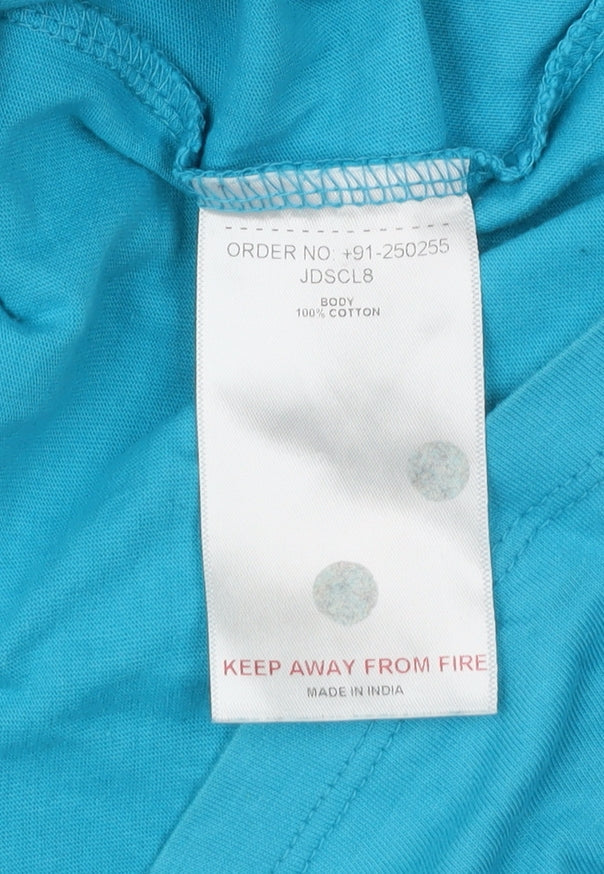 ORDER NO: +91-250255
JDSCL8
BODY
100% COTTON
KEEP AWAY FROM FIRE
MADE IN INDIA